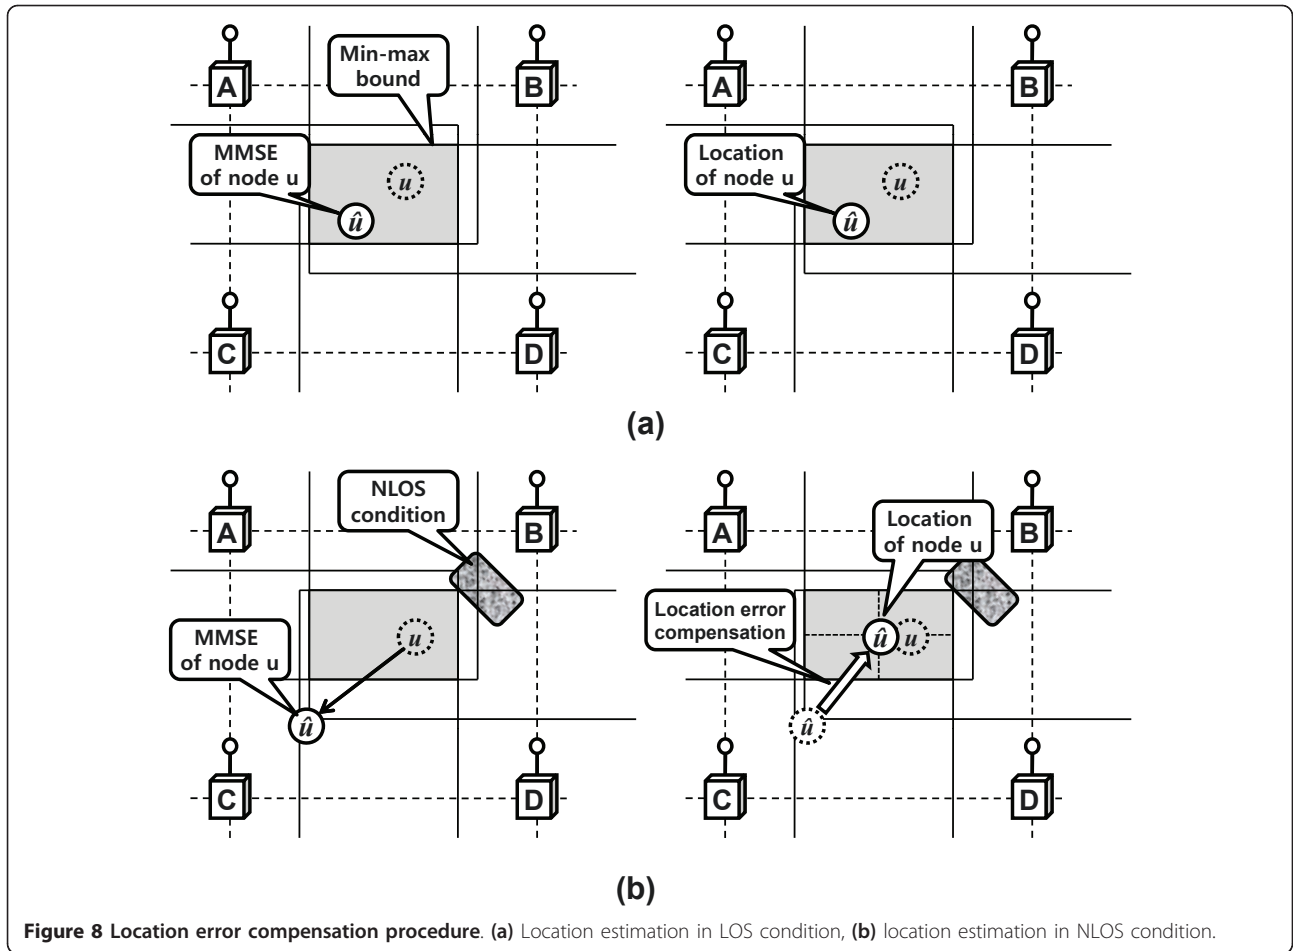 A
Min-max
bound
B
A
B
MMSE
of node u
u
û
Location
of node u
u
û
C
D
C
D
(a)
A
NLOS
condition
B
A
Location
of node u
B
MMSE
of node u
u
û
Location error
compensation
û
u
û
C
D
C
D
(b)
Figure 8 Location error compensation procedure. (a) Location estimation in LOS condition, (b) location estimation in NLOS condition.